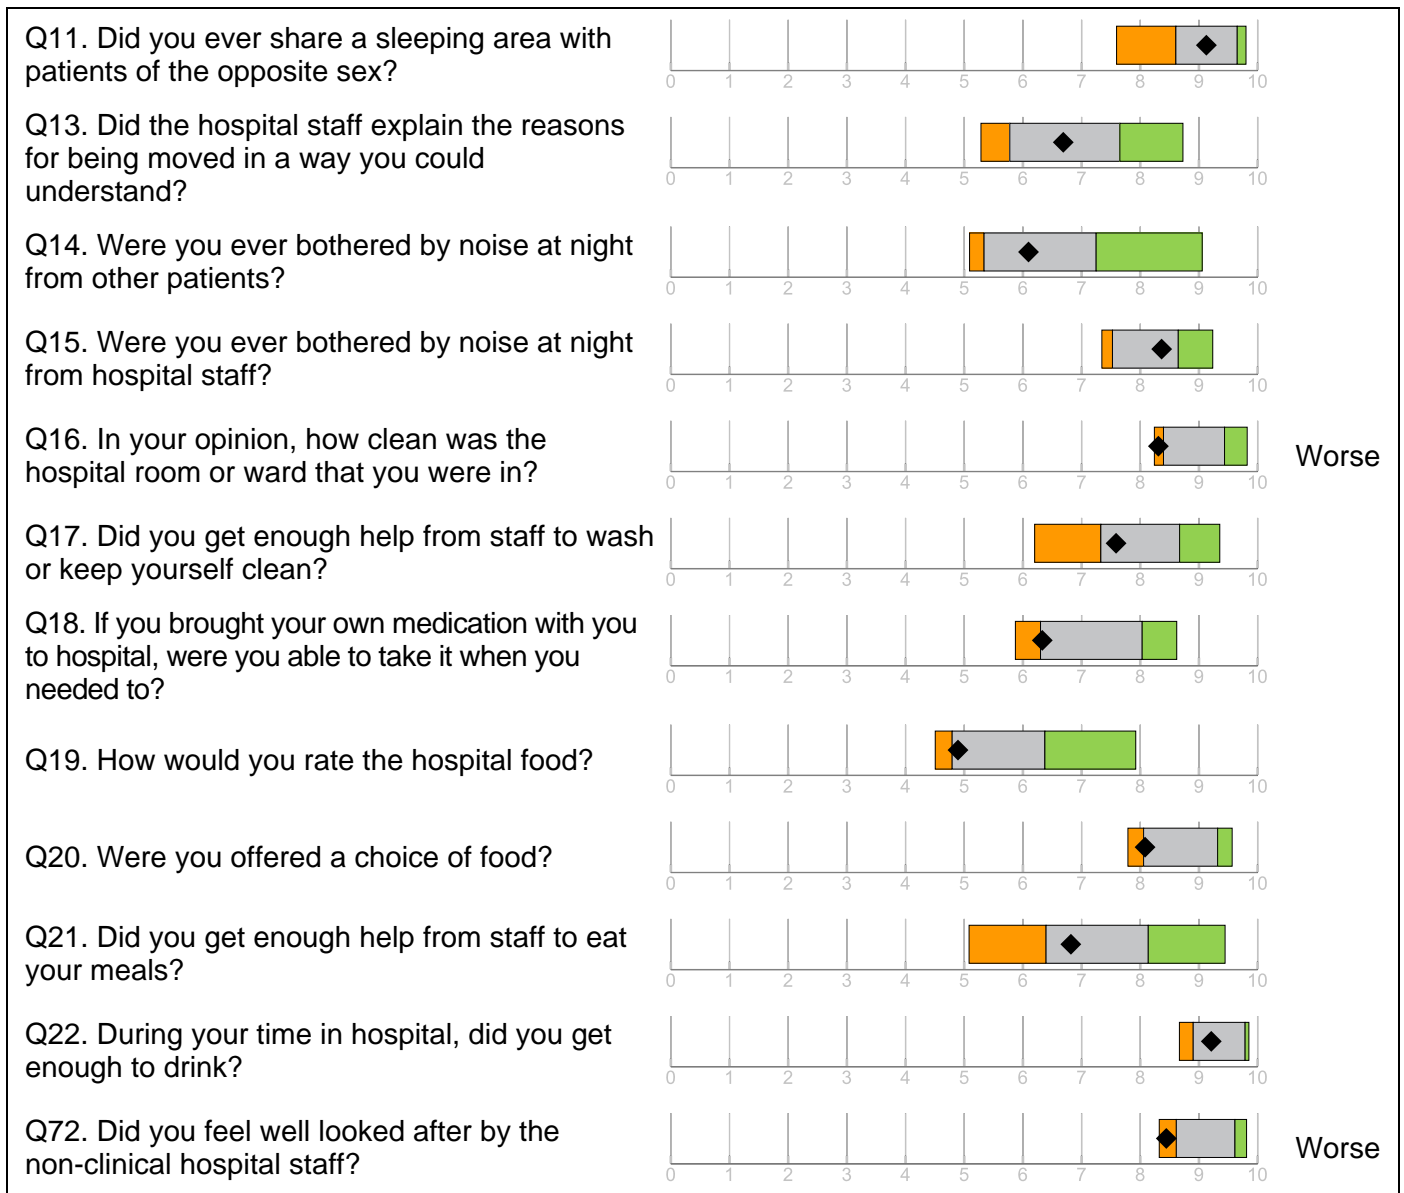 Q11. Did you ever share a sleeping area with
patients of the opposite sex?
0 1 2 3 4 5 6 7 8 9 10
Q13. Did the hospital staff explain the reasons
for being moved in a way you could
understand?
0 1 2 3 4 5 6 7 8 9 10
Q14. Were you ever bothered by noise at night
from other patients?
0 1 2 3 4 5 6 7 8 9 10
Q15. Were you ever bothered by noise at night
from hospital staff?
0 1 2 3 4 5 6 7 8 9 10
Q16. In your opinion, how clean was the
hospital room or ward that you were in?
Worse
0 1 2 3 4 5 6 7 8 9 10
Q17. Did you get enough help from staff to wash
or keep yourself clean?
0 1 2 3 4 5 6 7 8 9 10
Q18. If you brought your own medication with you
to hospital, were you able to take it when you
needed to?
0 1 2 3 4 5 6 7 8 9 10
Q19. How would you rate the hospital food?
0 1 2 3 4 5 6 7 8 9 10
Q20. Were you offered a choice of food?
0 1 2 3 4 5 6 7 8 9 10
Q21. Did you get enough help from staff to eat
your meals?
0 1 2 3 4 5 6 7 8 9 10
Q22. During your time in hospital, did you get
enough to drink?
0 1 2 3 4 5 6 7 8 9 10
Q72. Did you feel well looked after by the
non-clinical hospital staff?
Worse
0 1 2 3 4 5 6 7 8 9 10